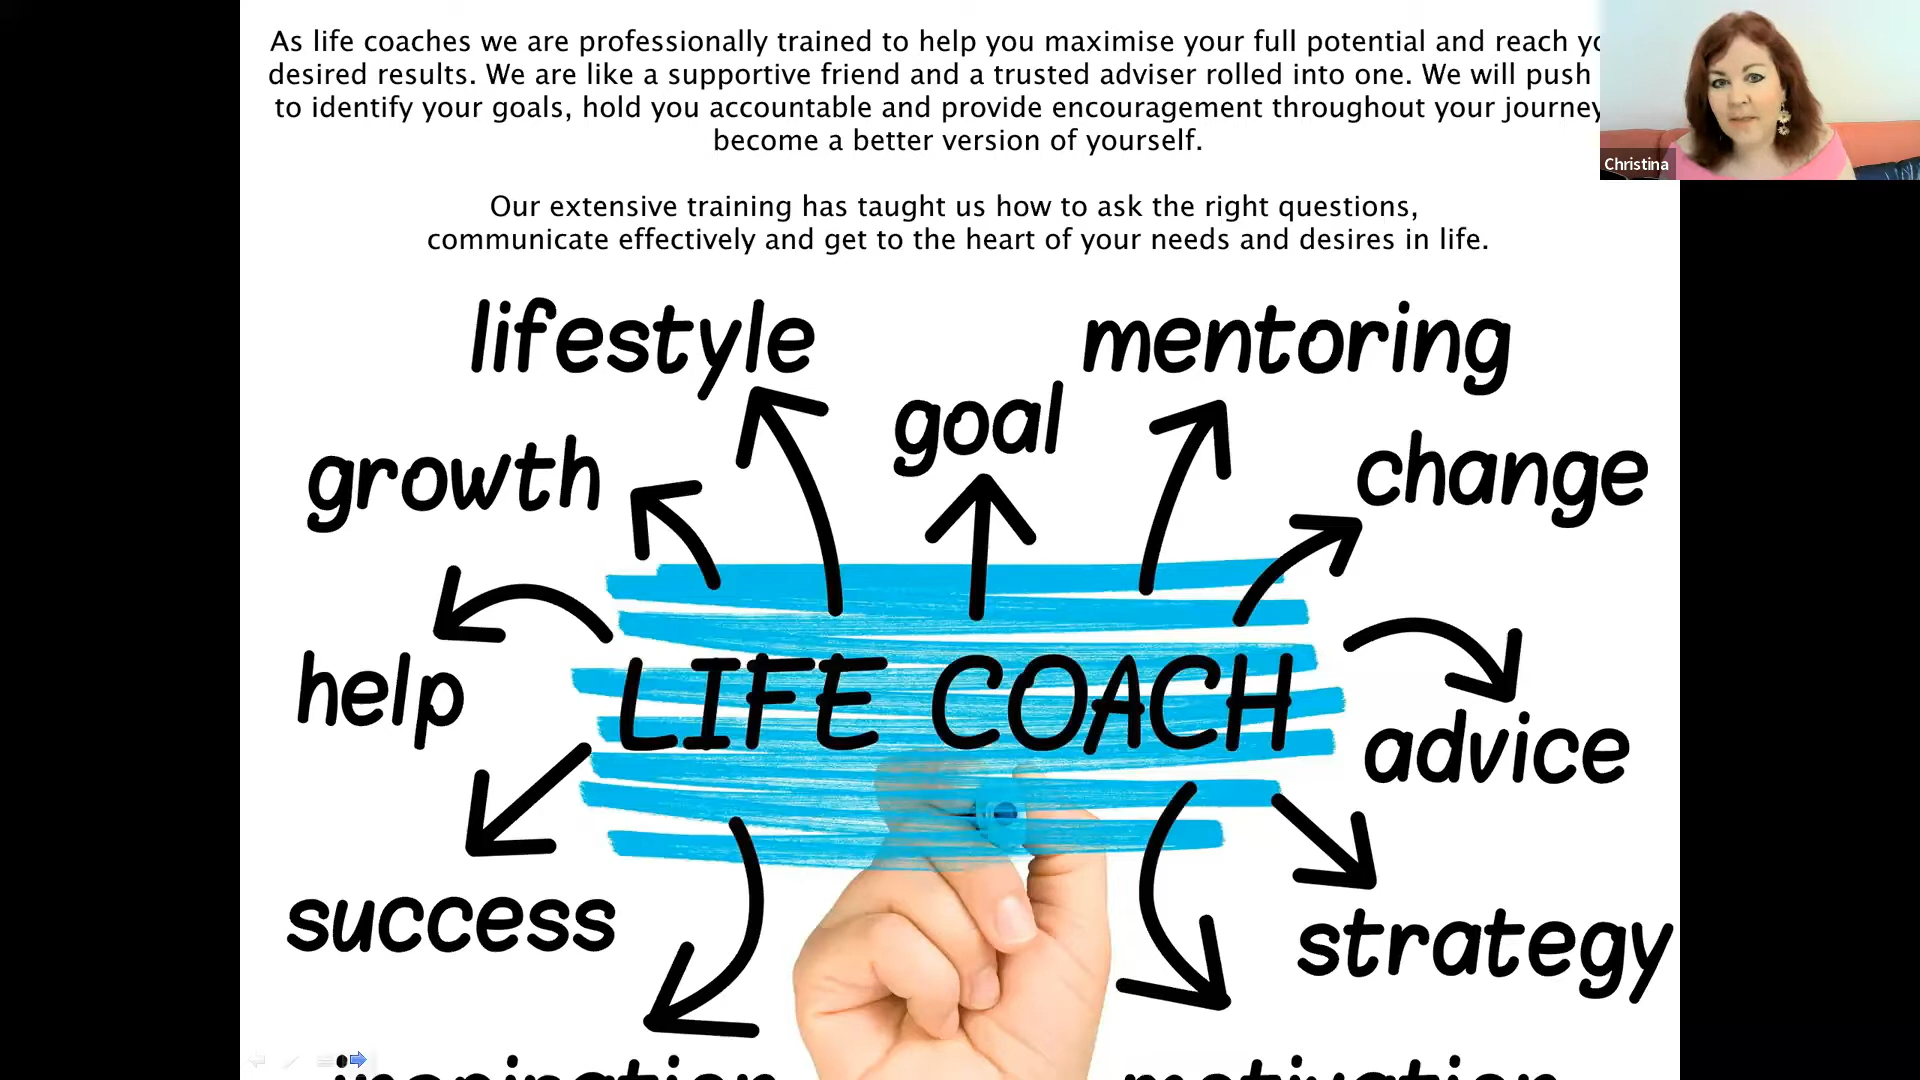 As life coaches we are professionally trained to help you maximise your full potential and reach
desired results. We are like a supportive friend and a trusted adviser rolled into one. We will push
to identify your goals, hold you accountable and provide encouragement throughout your journey
become a better version of yourself.
Our extensive training has taught us how to ask the right questions,
communicate effectively and get to the heart of your needs and desires in life.
Christina
lifestyle
mentoring
goal
growth
change
help
LIFE COACH
advice
success
strategy
inspiration
motivation